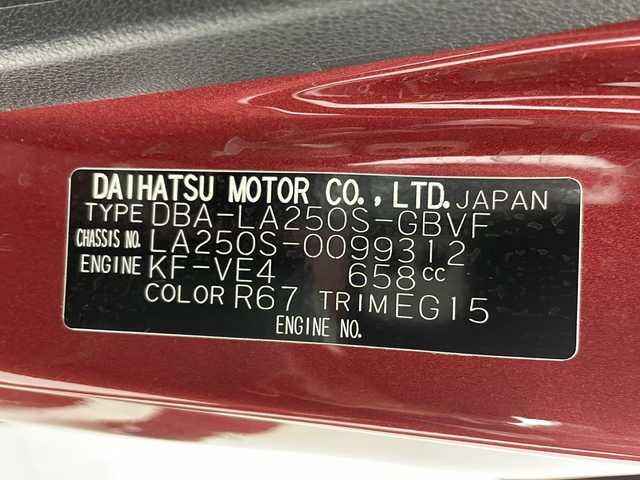 DAIHATSU MOTOR CO., LTD. JAPAN
TYPE DBA-LA250S-GBVF
CHASSIS NO. LA250S-0099312
ENGINE KF-VE4 658cc
COLOR R67 TRIM EG15
ENGINE NO.